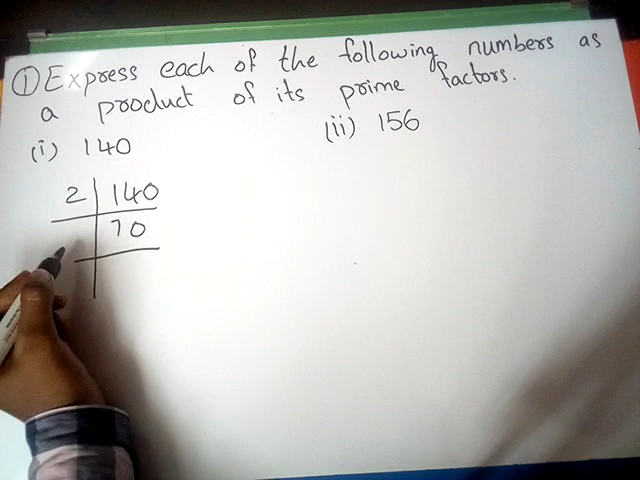 ① Express each of the following numbers as
a product of its prime factors.
(i) 140
(ii) 156
2 | 140
70